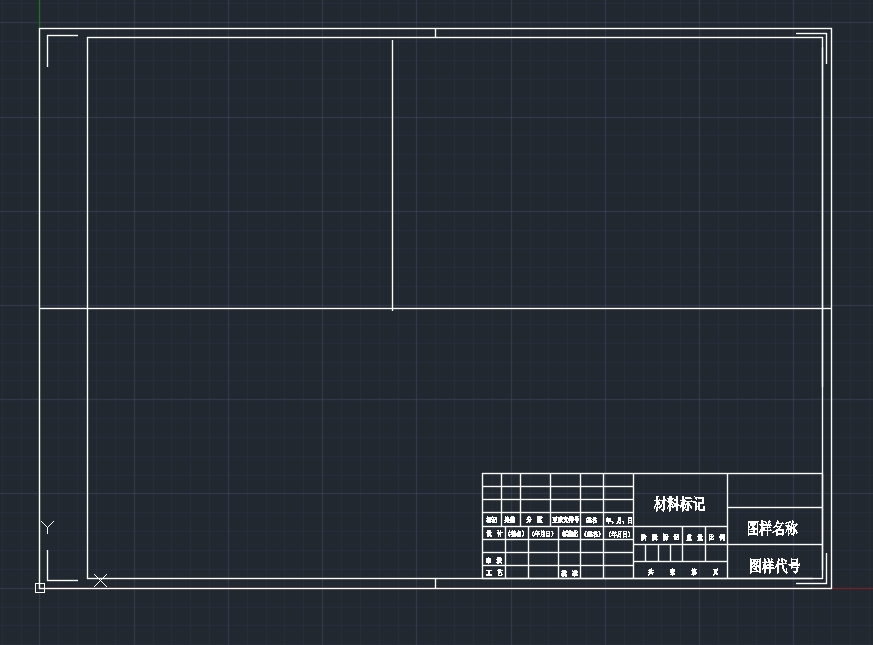 材料标记
标记 处数 分 区 更改文件号 签名 年、月、日
图样名称
设 计 (签名) (年月日) 标准化 (签名) (年月日)
阶 段 标 记 重 量 比 例
审 核
图样代号
工 艺 批 准
共 张 第 页
Y
X